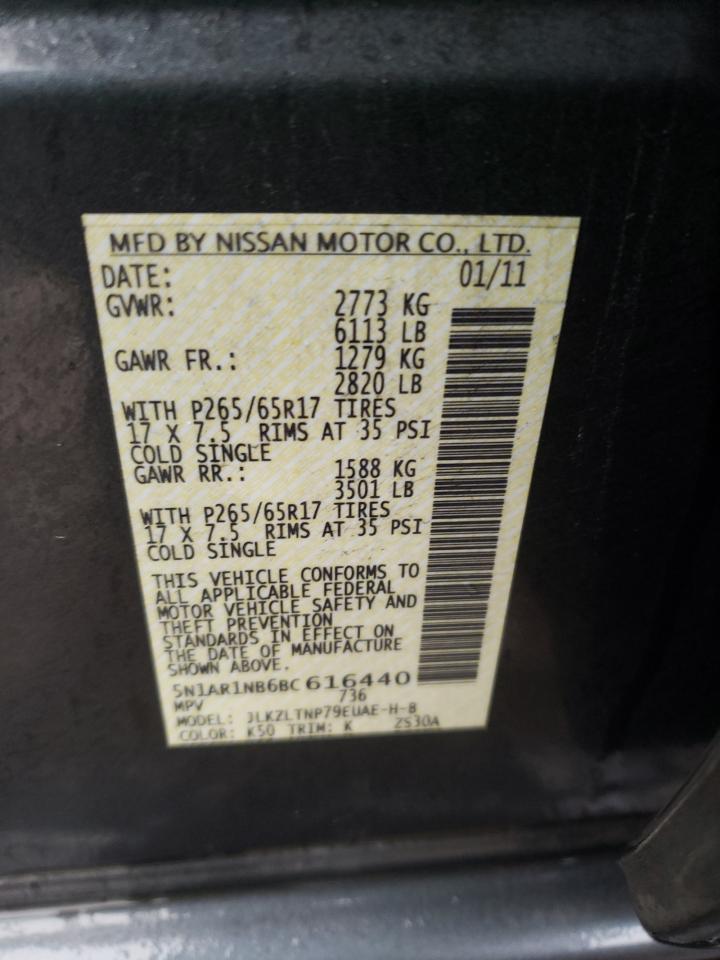 MFD BY NISSAN MOTOR CO., LTD.
DATE: 01/11
GVWR: 2773 KG
6113 LB
GAWR FR.: 1279 KG
2820 LB
WITH P265/65R17 TIRES
17 X 7.5 RIMS AT 35 PSI
COLD SINGLE
GAWR RR.: 1588 KG
3501 LB
WITH P265/65R17 TIRES
17 X 7.5 RIMS AT 35 PSI
COLD SINGLE
THIS VEHICLE CONFORMS TO
ALL APPLICABLE FEDERAL
MOTOR VEHICLE SAFETY AND
THEFT PREVENTION
STANDARDS IN EFFECT ON
THE DATE OF MANUFACTURE
SHOWN ABOVE.
5N1AR1NB6BC 616440
MPV 736
MODEL: JLKZLTNP79EUAE-H-B
COLOR: K50 TRIM: K ZS30A